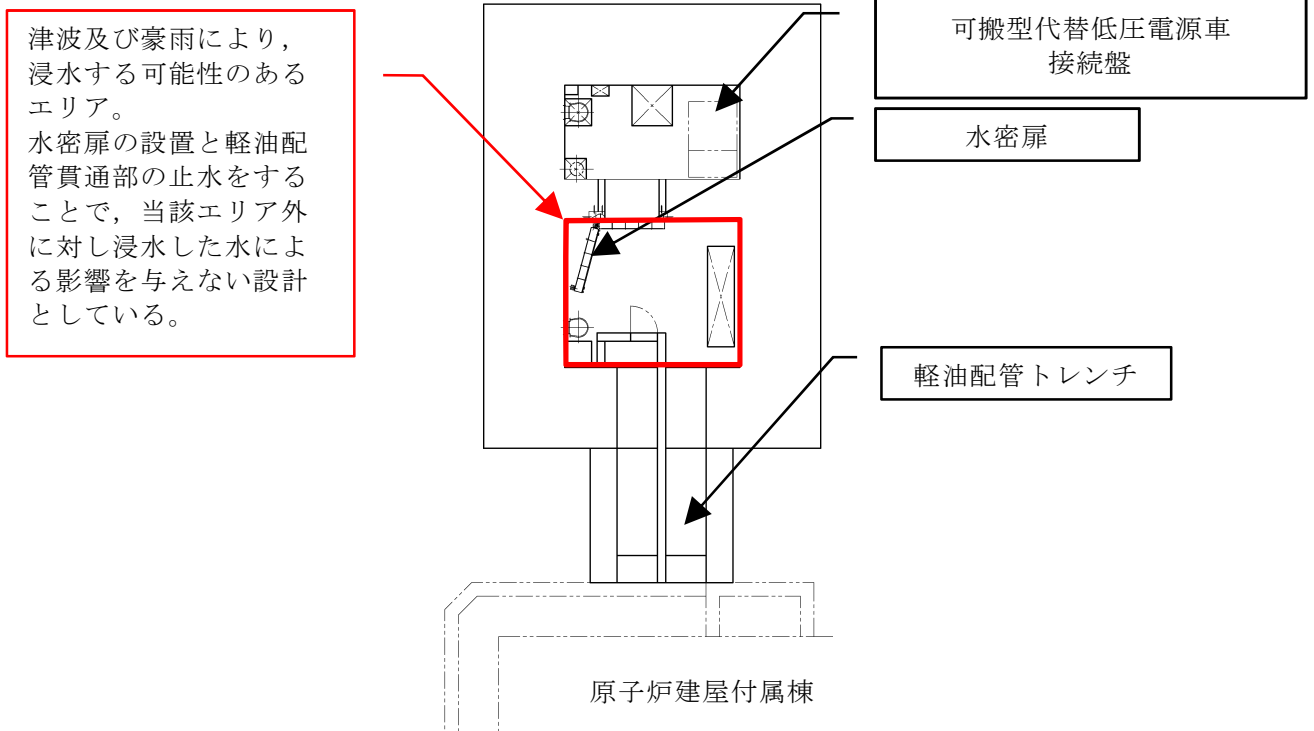 津波及び豪雨により，
浸水する可能性のある
エリア。
水密扉の設置と軽油配
管貫通部の止水をする
ことで，当該エリア外
に対し浸水した水によ
る影響を与えない設計
としている。
可搬型代替低圧電源車
接続盤
水密扉
軽油配管トレンチ
原子炉建屋付属棟